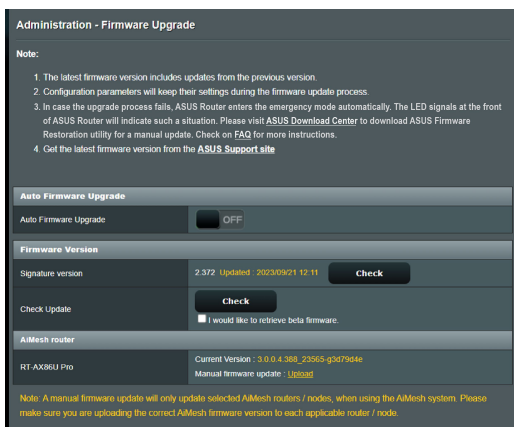 Administration - Firmware Upgrade
Note:
1. The latest firmware version includes updates from the previous version.
2. Configuration parameters will keep their settings during the firmware update process.
3. In case the upgrade process fails, ASUS Router enters the emergency mode automatically. The LED signals at the front
of ASUS Router will indicate such a situation. Please visit ASUS Download Center to download ASUS Firmware
Restoration utility for a manual update. Check on FAQ for more instructions.
4. Get the latest firmware version from the ASUS Support site
Auto Firmware Upgrade
Auto Firmware Upgrade OFF
Firmware Version
Signature version 2.372 Updated : 2023/09/21 12:11 Check
Check Update Check
I would like to retrieve beta firmware.
AiMesh router
RT-AX86U Pro Current Version : 3.0.0.4.388_23565-g3d79d4e
Manual firmware update : Upload
Note: A manual firmware update will only update selected AiMesh routers / nodes, when using the AiMesh system. Please
make sure you are uploading the correct AiMesh firmware version to each applicable router / node.